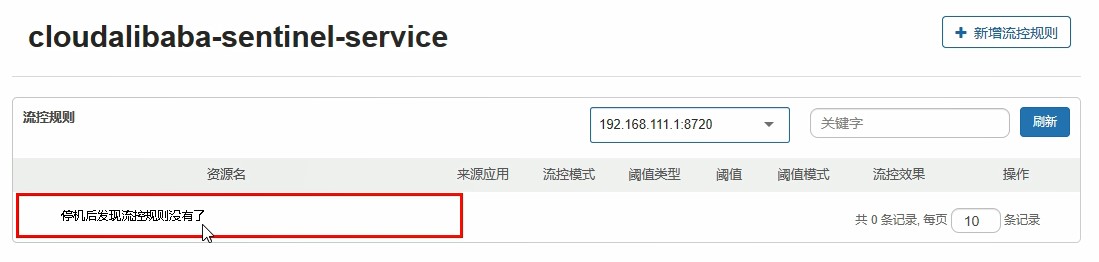 cloudalibaba-sentinel-service
+ 新增流控规则
流控规则 192.168.111.1:8720 关键字 刷新
资源名 来源应用 流控模式 阈值类型 阈值 阈值模式 流控效果 操作
停机后发现流控规则没有了
共 0 条记录, 每页 10 条记录